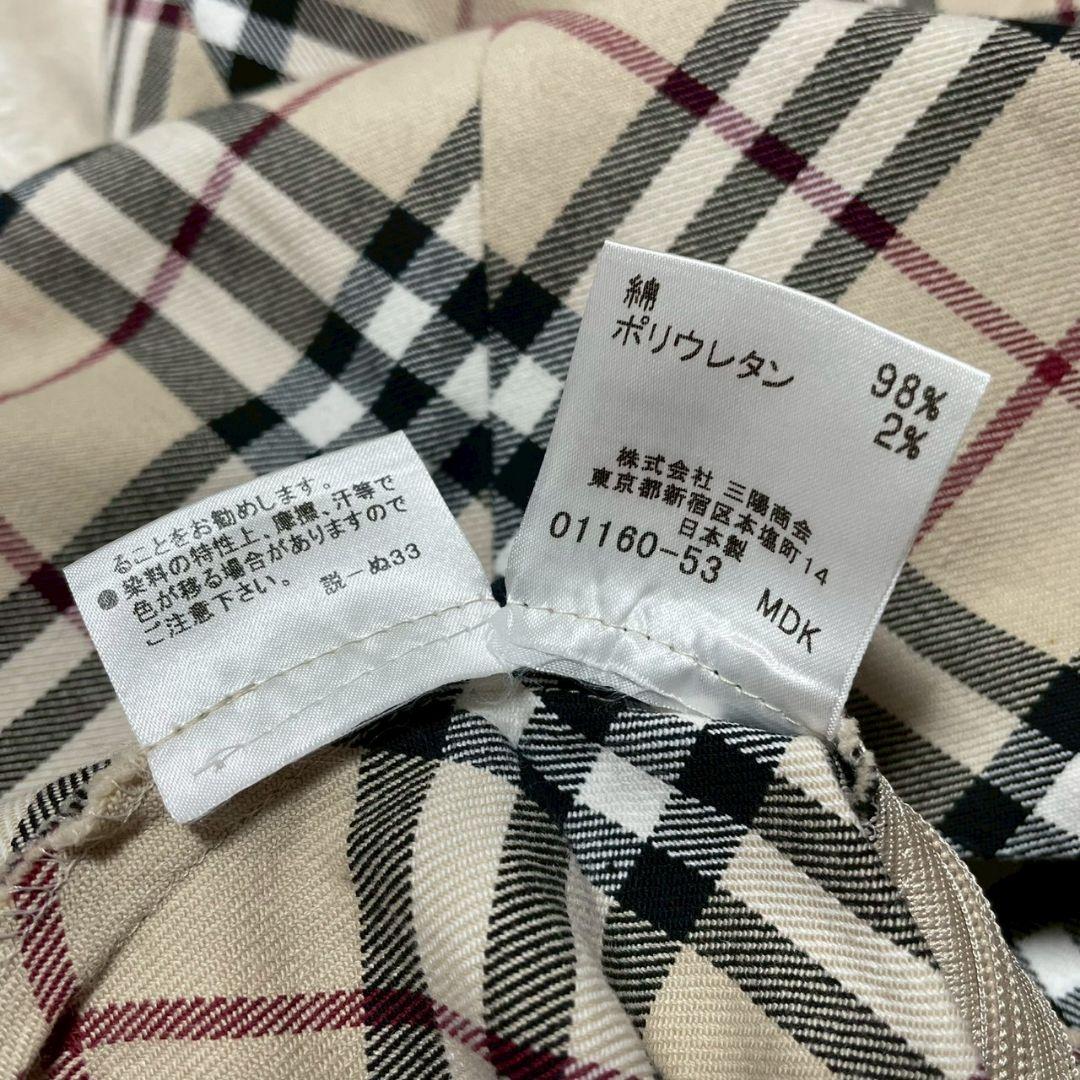 ることをお勧めします。
●染料の特性上、摩擦、汗等で
色が移る場合がありますので
ご注意下さい。 説－ぬ33
綿 98%
ポリウレタン 2%
株式会社 三陽商会
東京都新宿区本塩町14
日本製
01160-53 MDK